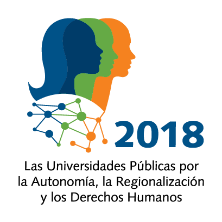 2018
Las Universidades Públicas por
la Autonomía, la Regionalización
y los Derechos Humanos